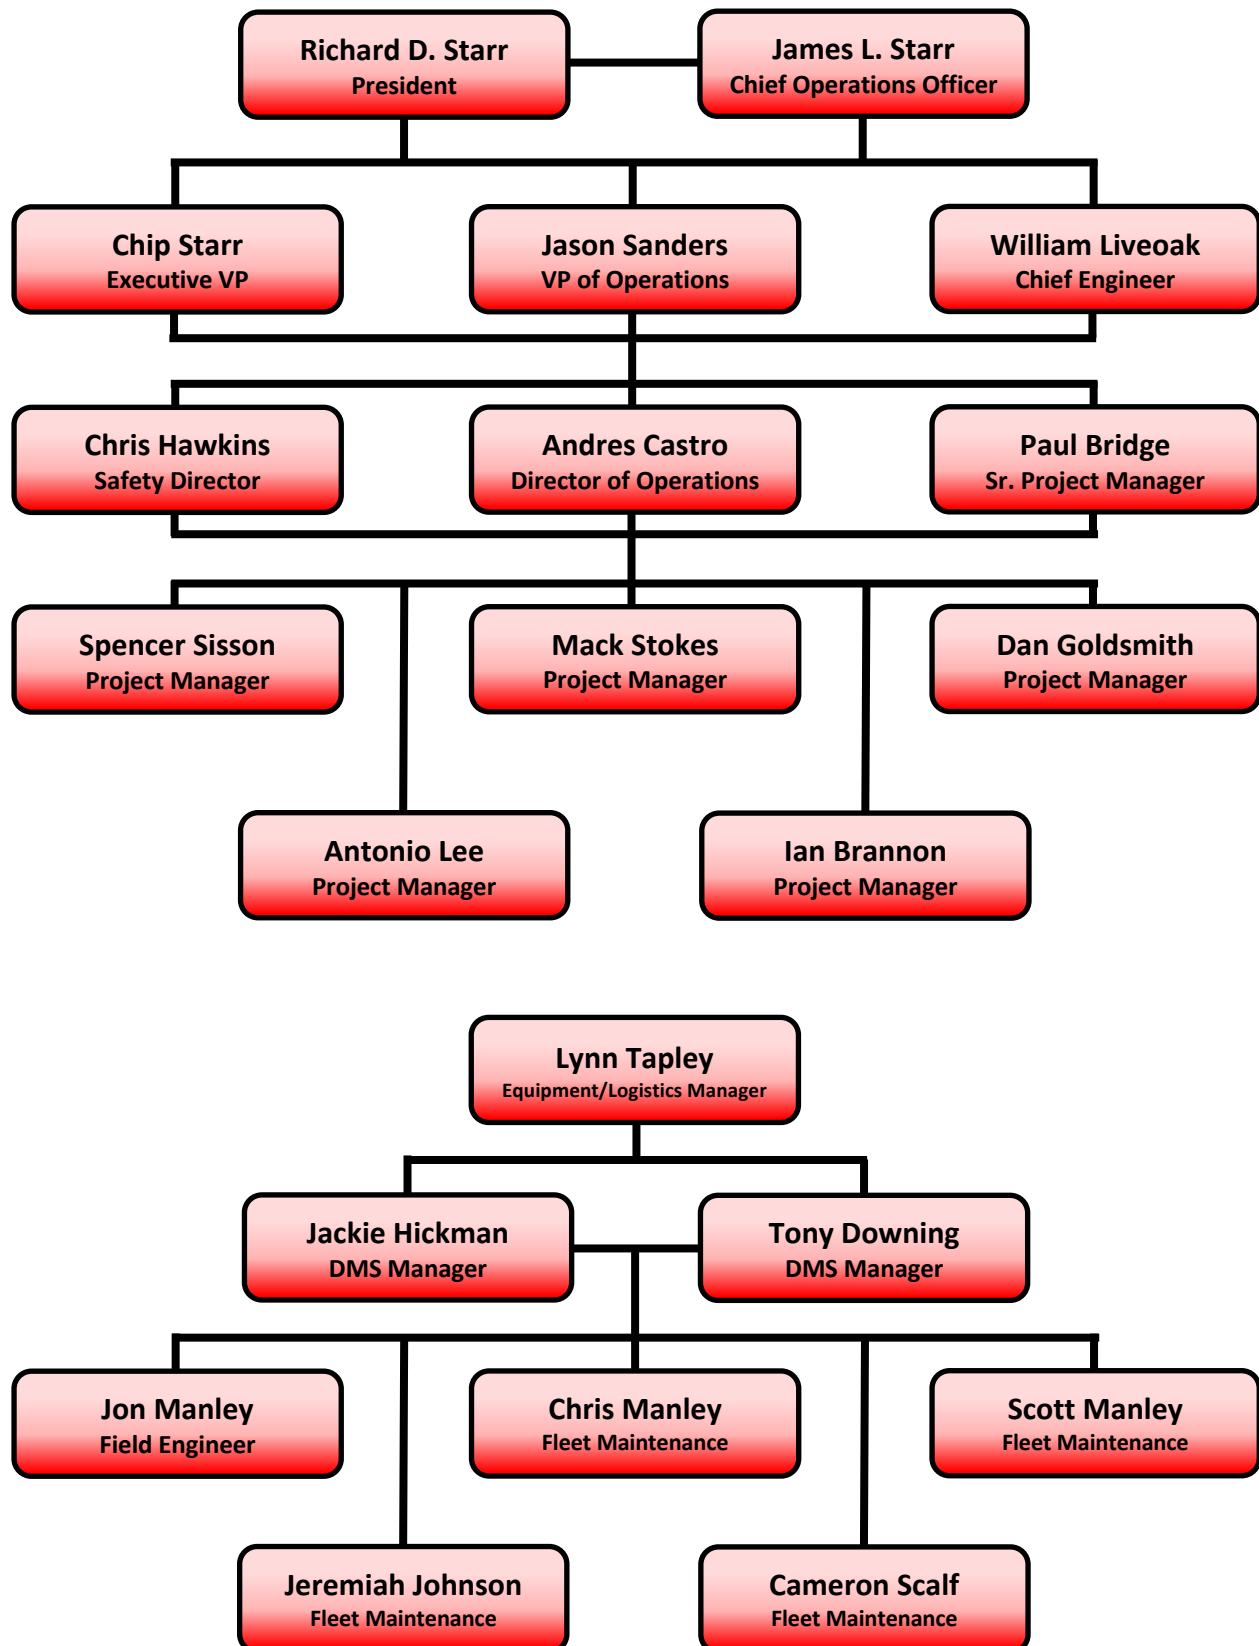 Richard D. Starr
President
James L. Starr
Chief Operations Officer
Chip Starr
Executive VP
Jason Sanders
VP of Operations
William Liveoak
Chief Engineer
Chris Hawkins
Safety Director
Andres Castro
Director of Operations
Paul Bridge
Sr. Project Manager
Spencer Sisson
Project Manager
Mack Stokes
Project Manager
Dan Goldsmith
Project Manager
Antonio Lee
Project Manager
Ian Brannon
Project Manager
Lynn Tapley
Equipment/Logistics Manager
Jackie Hickman
DMS Manager
Tony Downing
DMS Manager
Jon Manley
Field Engineer
Chris Manley
Fleet Maintenance
Scott Manley
Fleet Maintenance
Jeremiah Johnson
Fleet Maintenance
Cameron Scalf
Fleet Maintenance